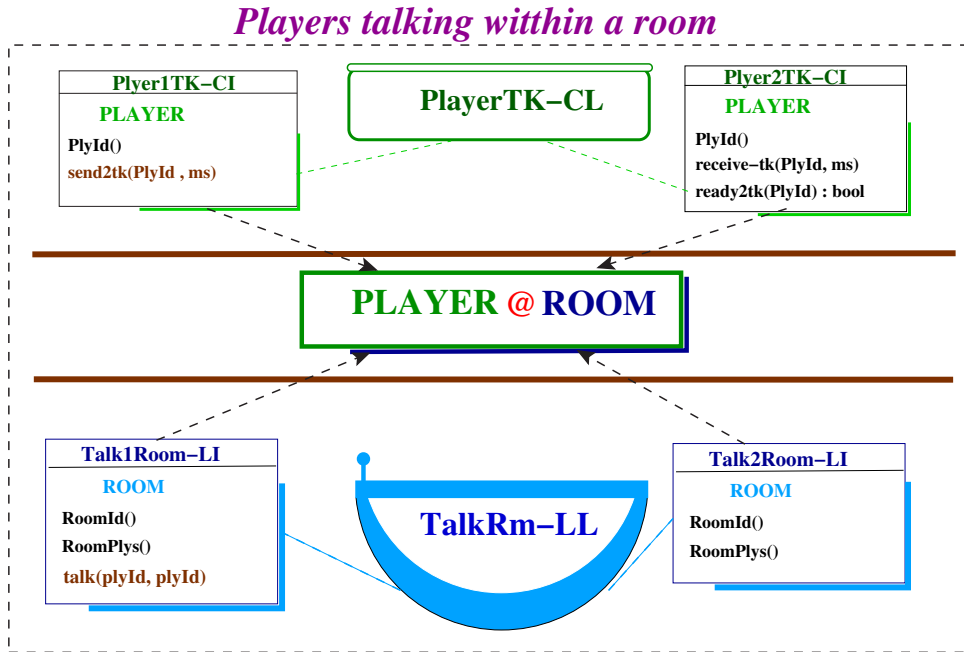 Players talking witthin a room
Plyer1TK−CI
PLAYER
PlyId()
send2tk(PlyId , ms)
PlayerTK−CL
Plyer2TK−CI
PLAYER
PlyId()
receive−tk(PlyId, ms)
ready2tk(PlyId) : bool
PLAYER @ ROOM
Talk1Room−LI
ROOM
RoomId()
RoomPlys()
talk(plyId, plyId)
TalkRm−LL
Talk2Room−LI
ROOM
RoomId()
RoomPlys()